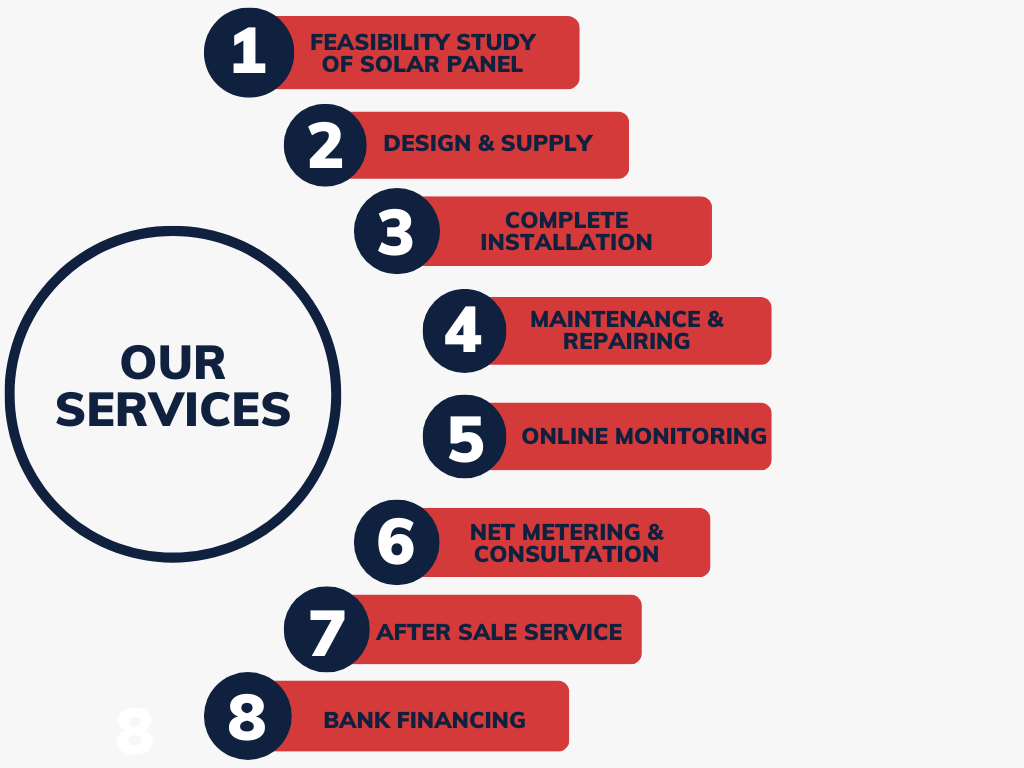 OUR
SERVICES
1
FEASIBILITY STUDY
OF SOLAR PANEL
2
DESIGN & SUPPLY
3
COMPLETE
INSTALLATION
4
MAINTENANCE &
REPAIRING
5
ONLINE MONITORING
6
NET METERING &
CONSULTATION
7
AFTER SALE SERVICE
8
BANK FINANCING
8